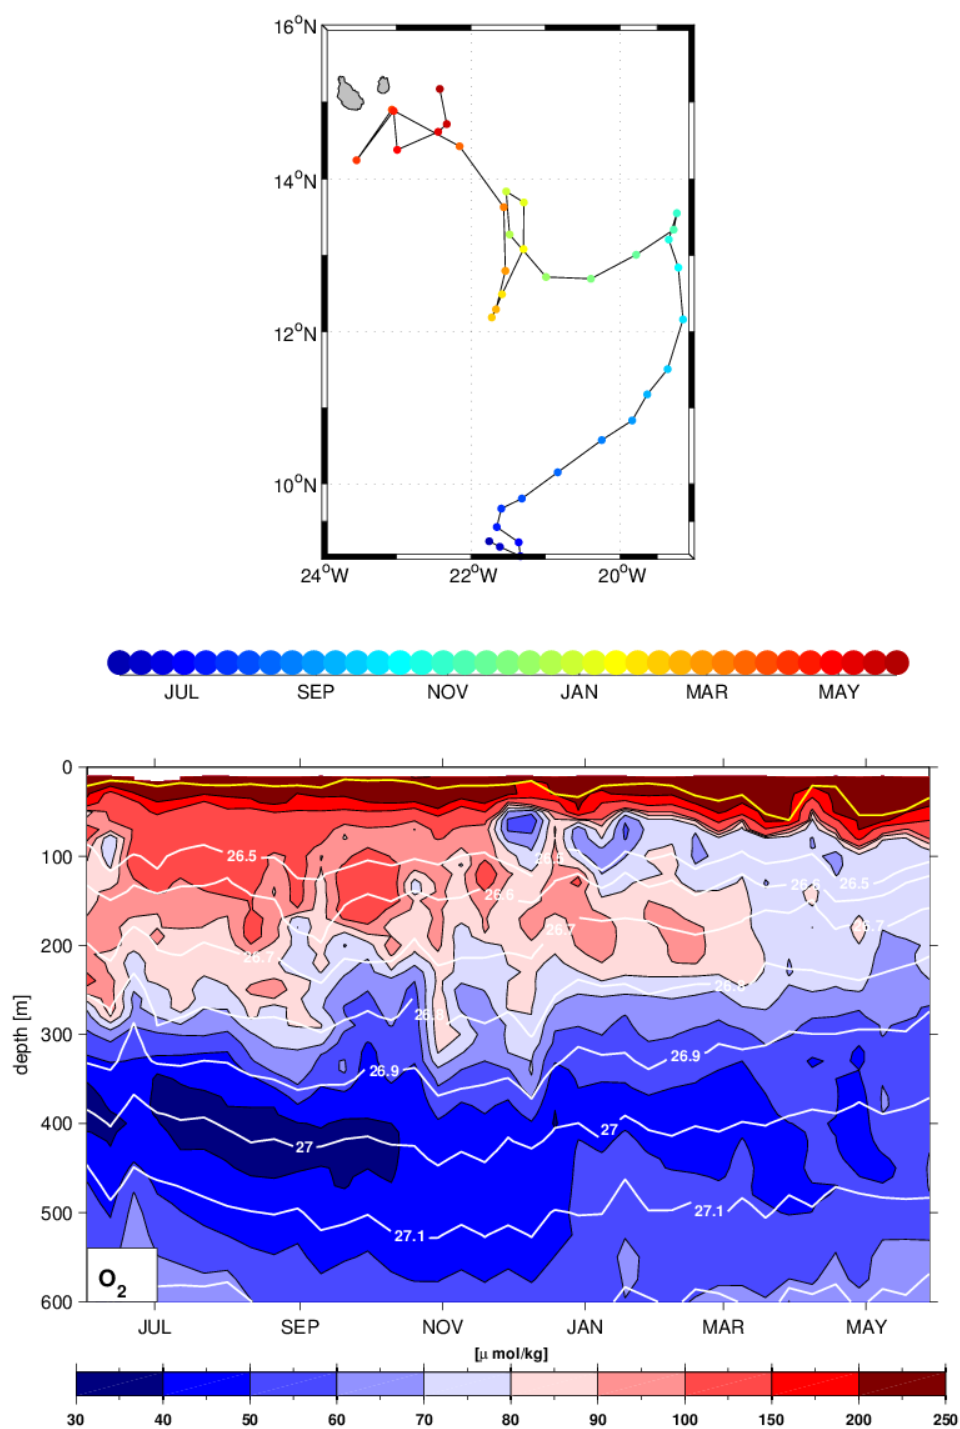 16°N
14°N
12°N
10°N
24°W 22°W 20°W
JUL SEP NOV JAN MAR MAY
0
100
200
300
400
500
600
depth [m]
26.5 26.5 26.5
26.6 26.6
26.7 26.7 26.7
26.8 26.8
26.9 26.9
27 27
27.1 27.1
O2
JUL SEP NOV JAN MAR MAY
[μ mol/kg]
30 40 50 60 70 80 90 100 150 200 250